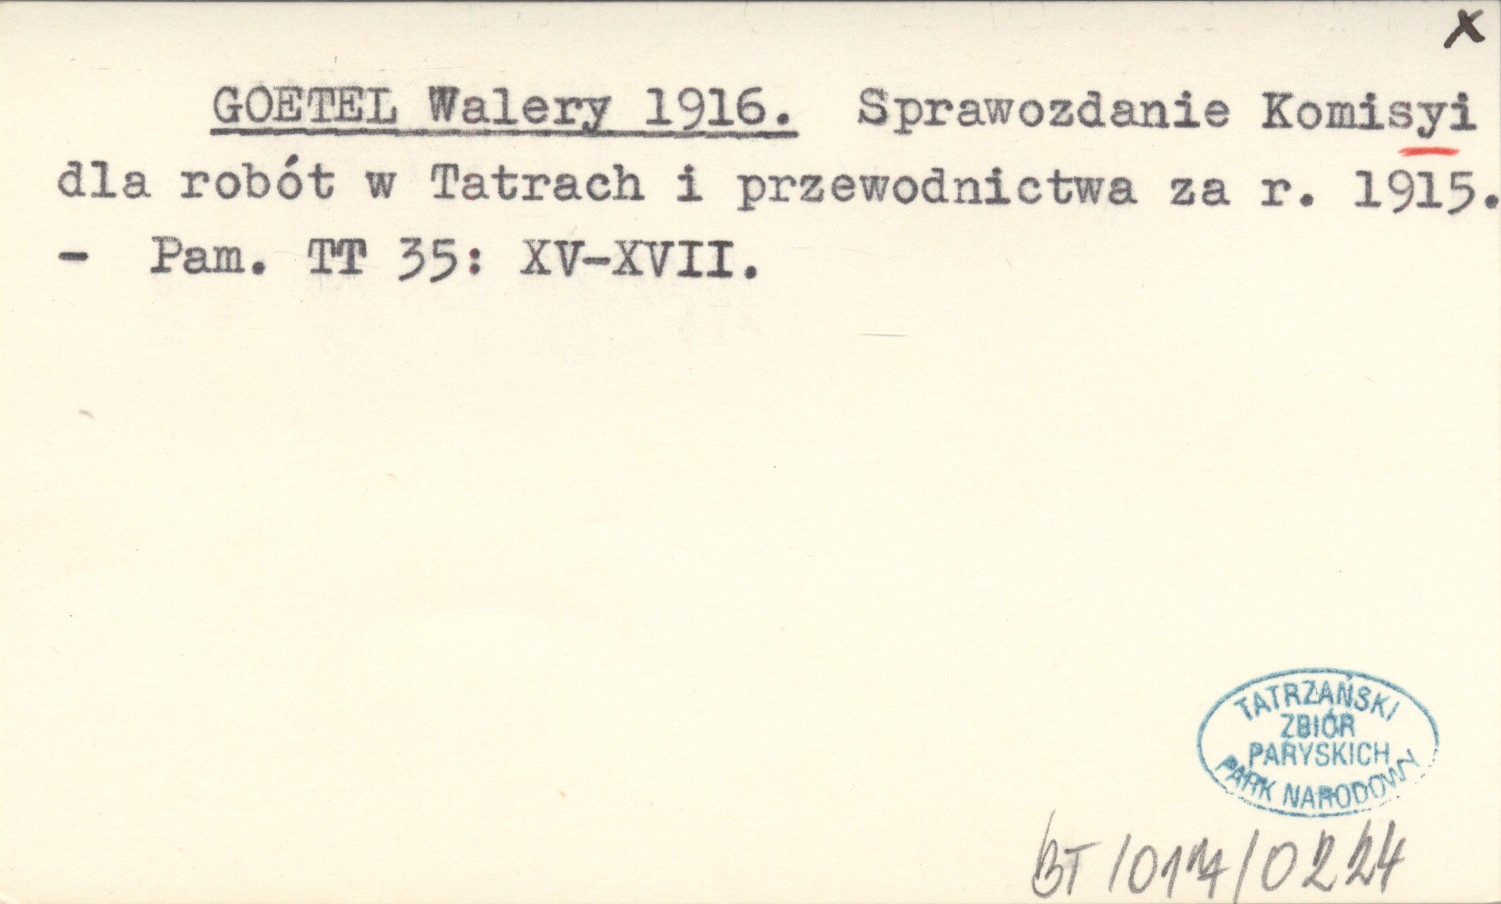 x
GOETEL Walery 1916. Sprawozdanie Komisyi
dla robót w Tatrach i przewodnictwa za r. 1915.
- Pam. TT 35: XV-XVII.
TATRZAŃSKI
ZBIÓR
PARYSKICH
PARK NARODOWY
BT/017/0224